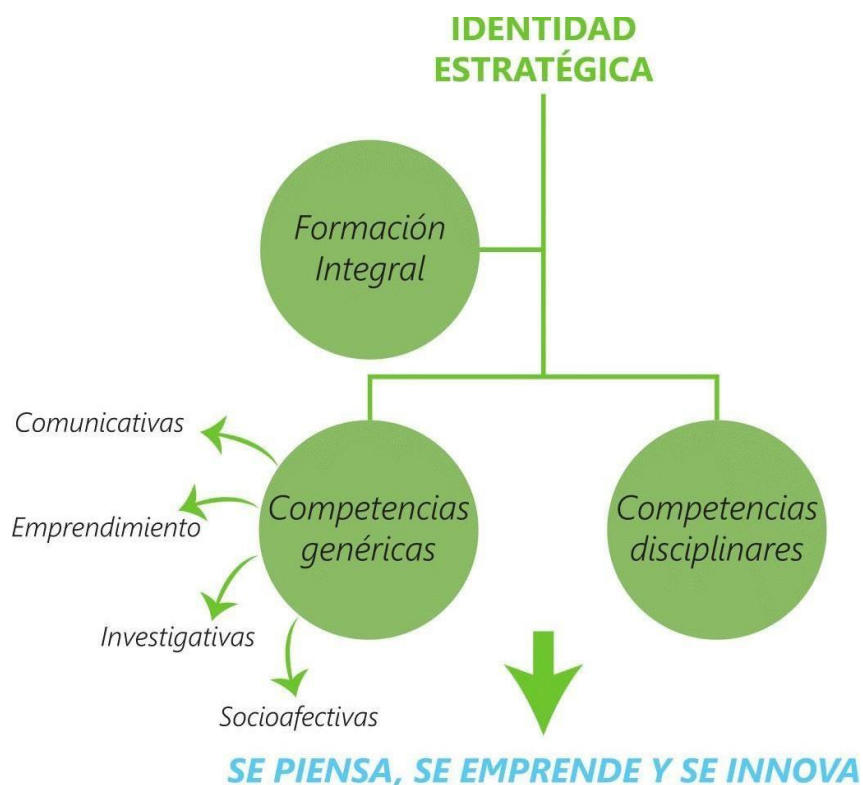 IDENTIDAD
ESTRATÉGICA
Formación
Integral
Comunicativas
Emprendimiento
Investigativas
Socioafectivas
Competencias
genéricas
Competencias
disciplinares
SE PIENSA, SE EMPRENDE Y SE INNOVA